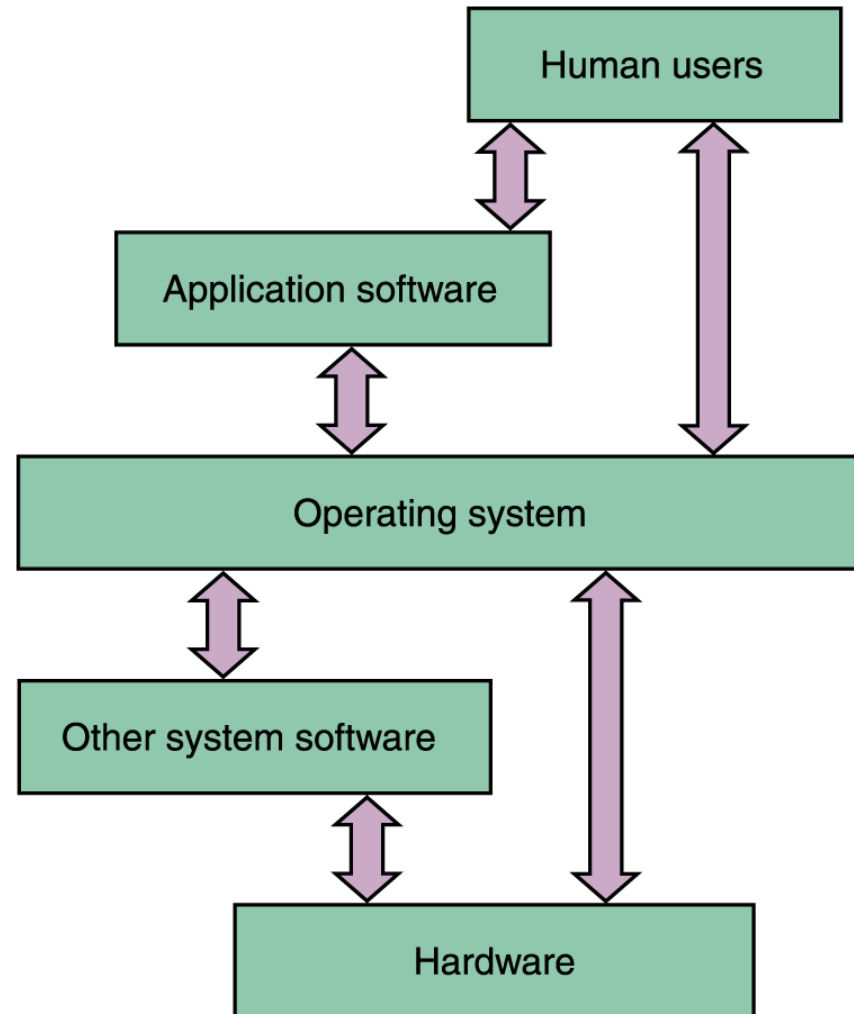 Human users
Application software
Operating system
Other system software
Hardware